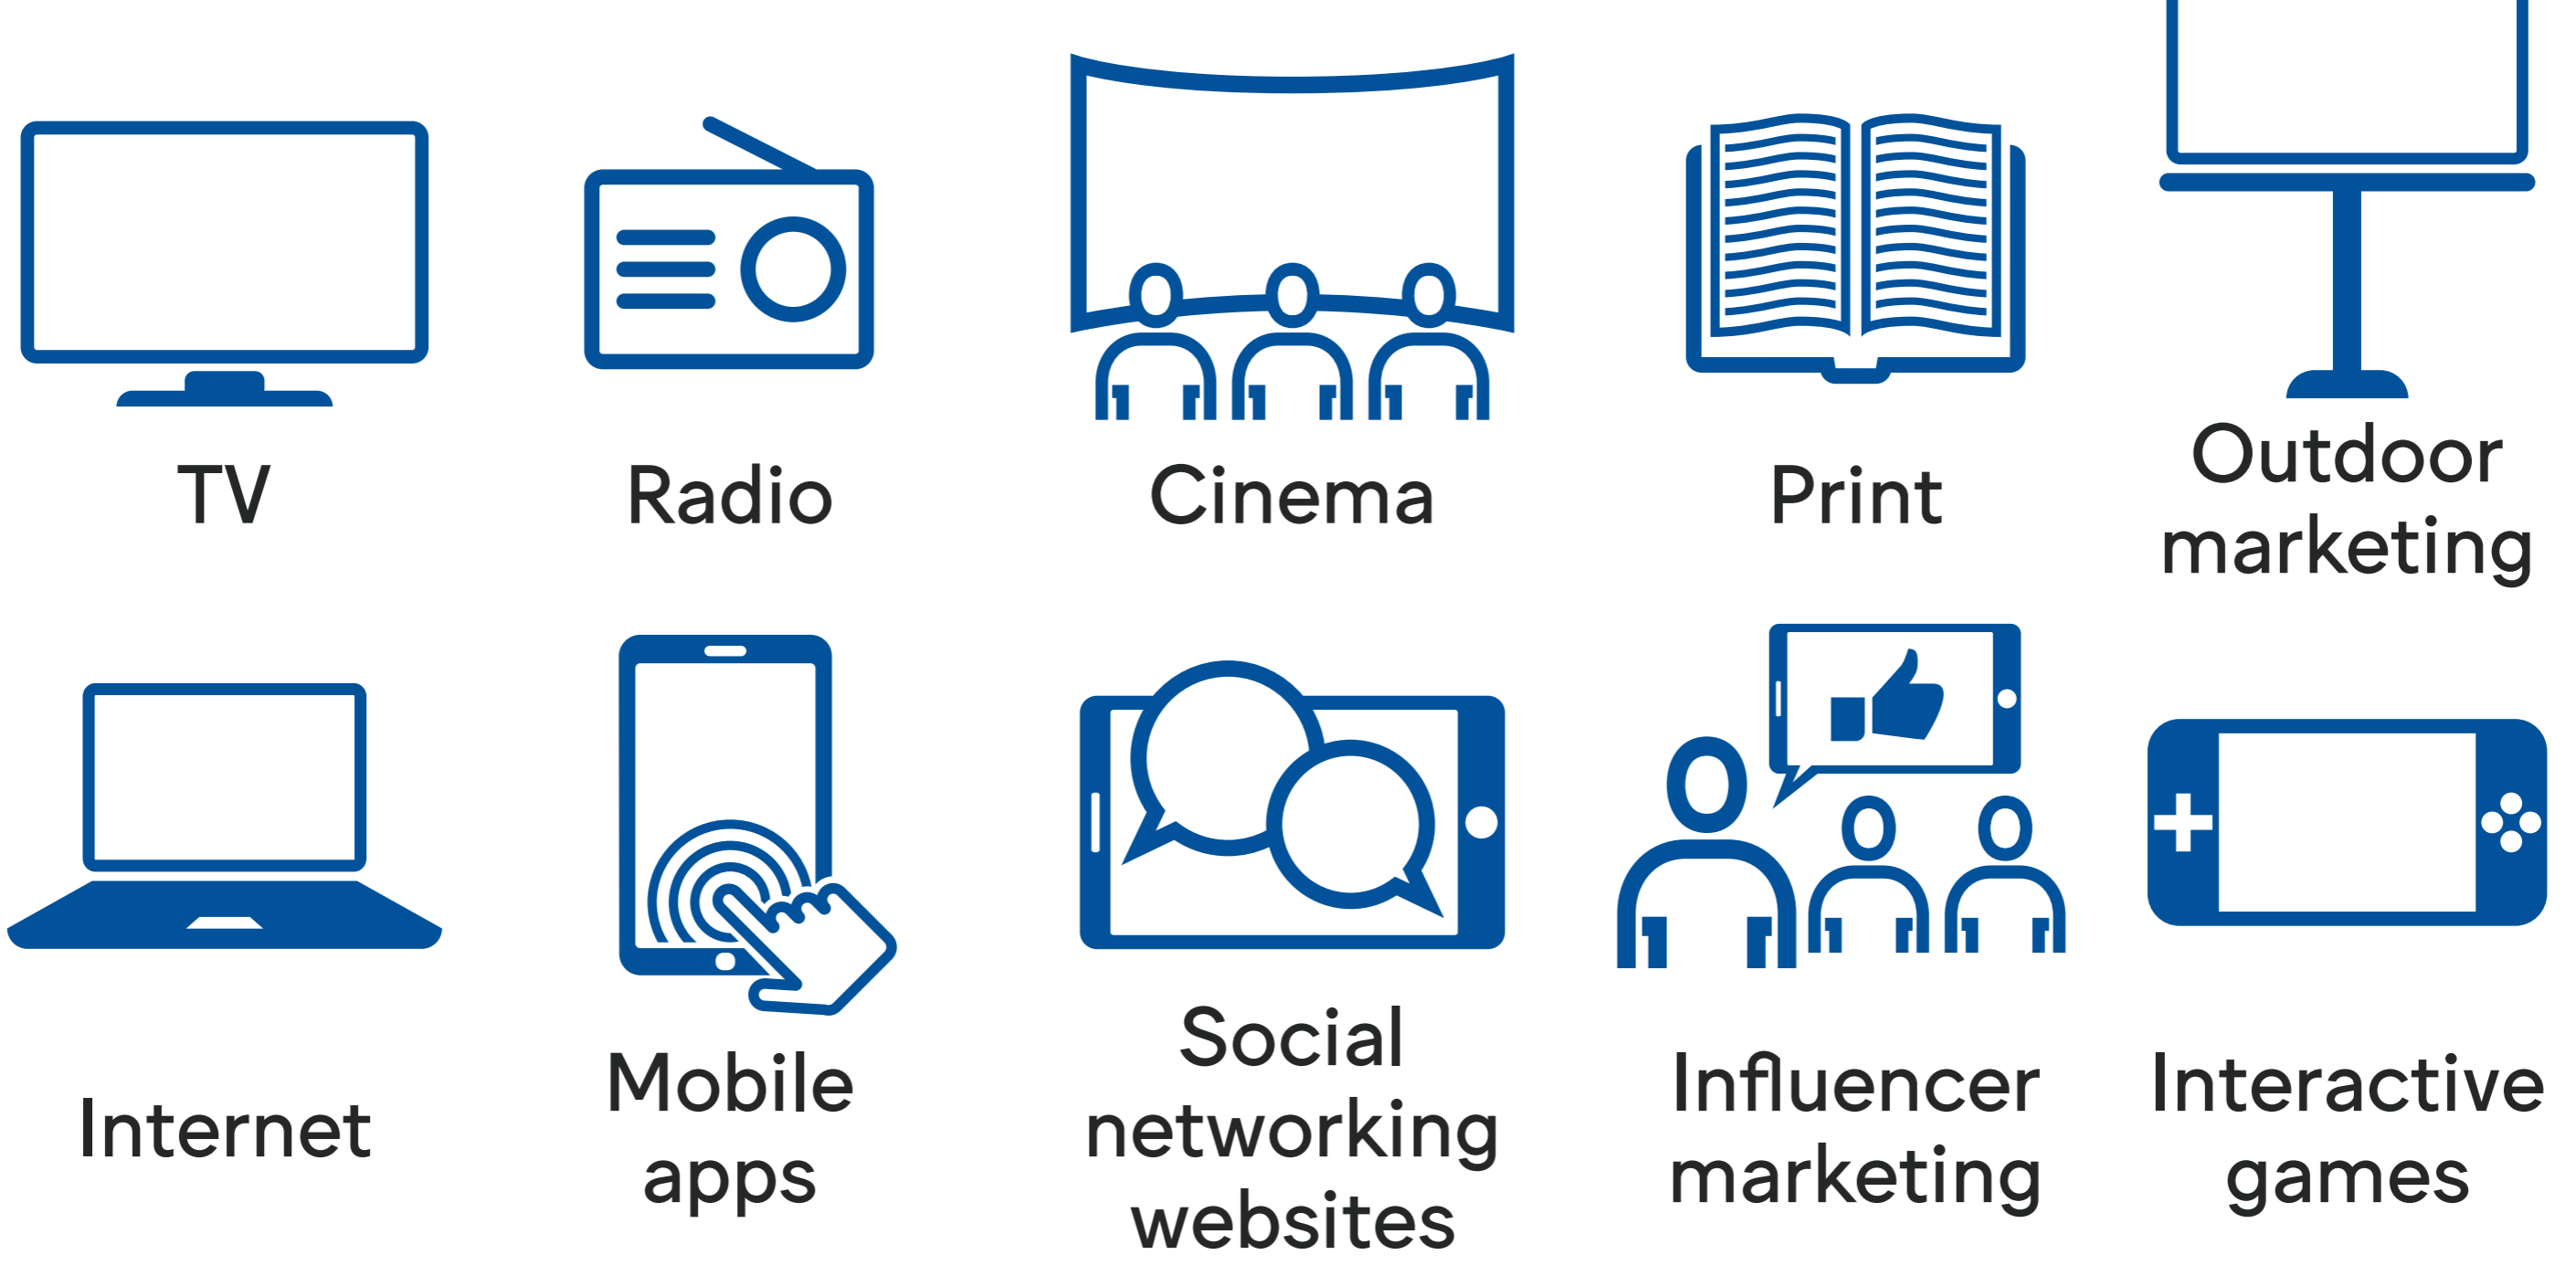 TV
Radio
Cinema
Print
Outdoor
marketing
Internet
Mobile
apps
Social
networking
websites
Influencer
marketing
Interactive
games